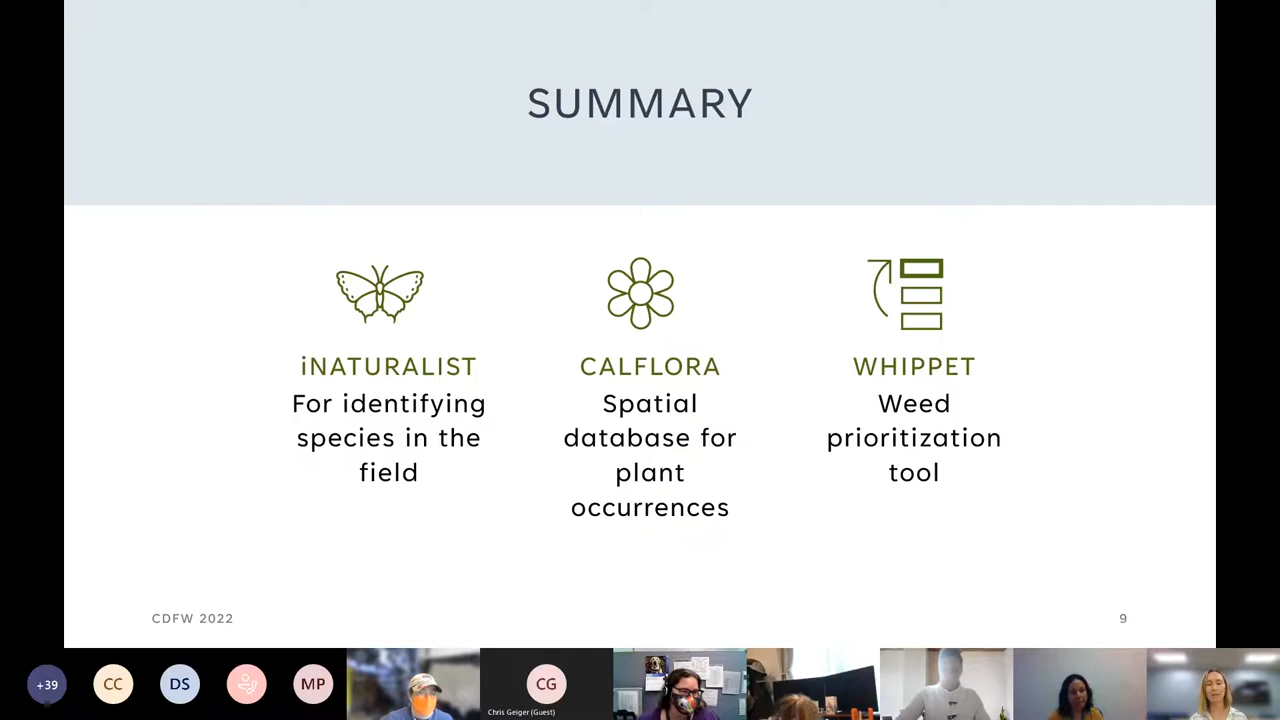 SUMMARY
iNATURALIST
For identifying
species in the
field
CALFLORA
Spatial
database for
plant
occurrences
WHIPPET
Weed
prioritization
tool
CDFW 2022
9
+39
CC
DS
MP
CG
Chris Geiger (Guest)